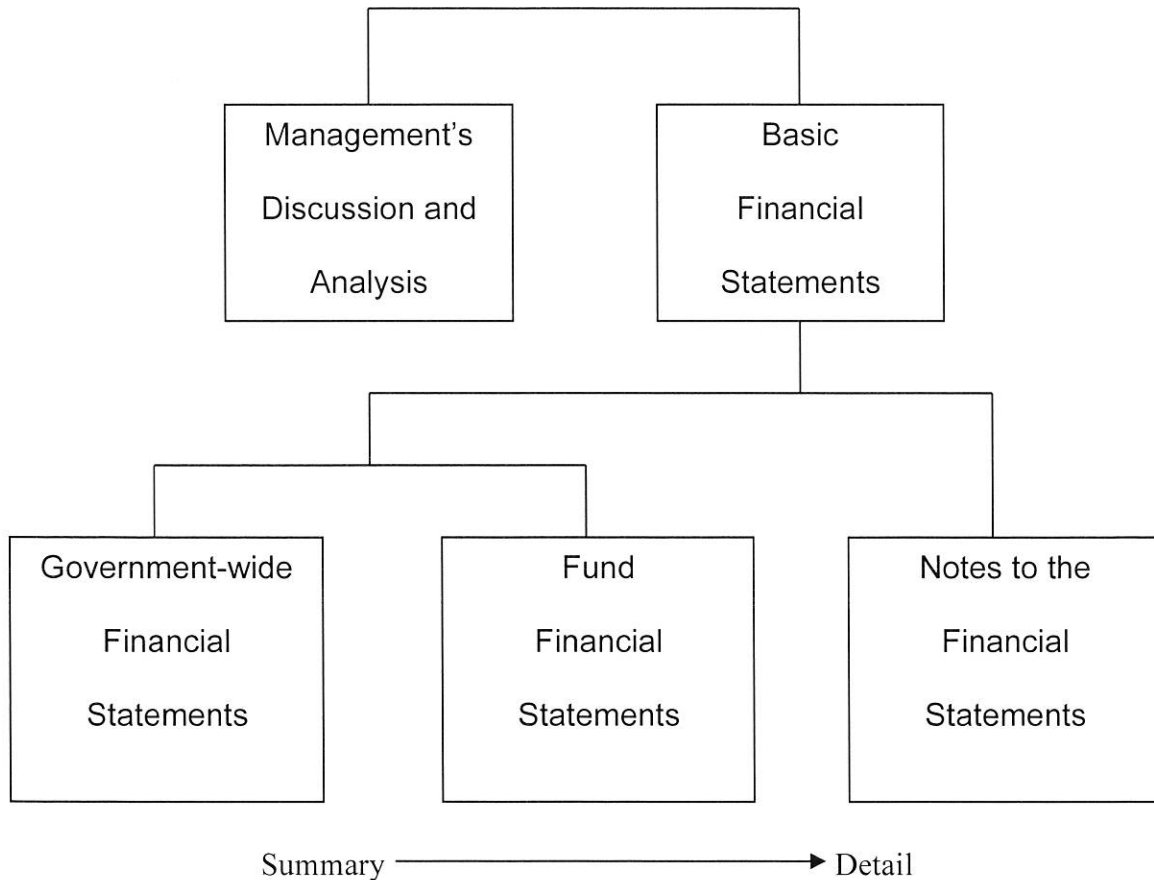 Management's
Discussion and
Analysis
Basic
Financial
Statements
Government-wide
Financial
Statements
Fund
Financial
Statements
Notes to the
Financial
Statements
Summary Detail